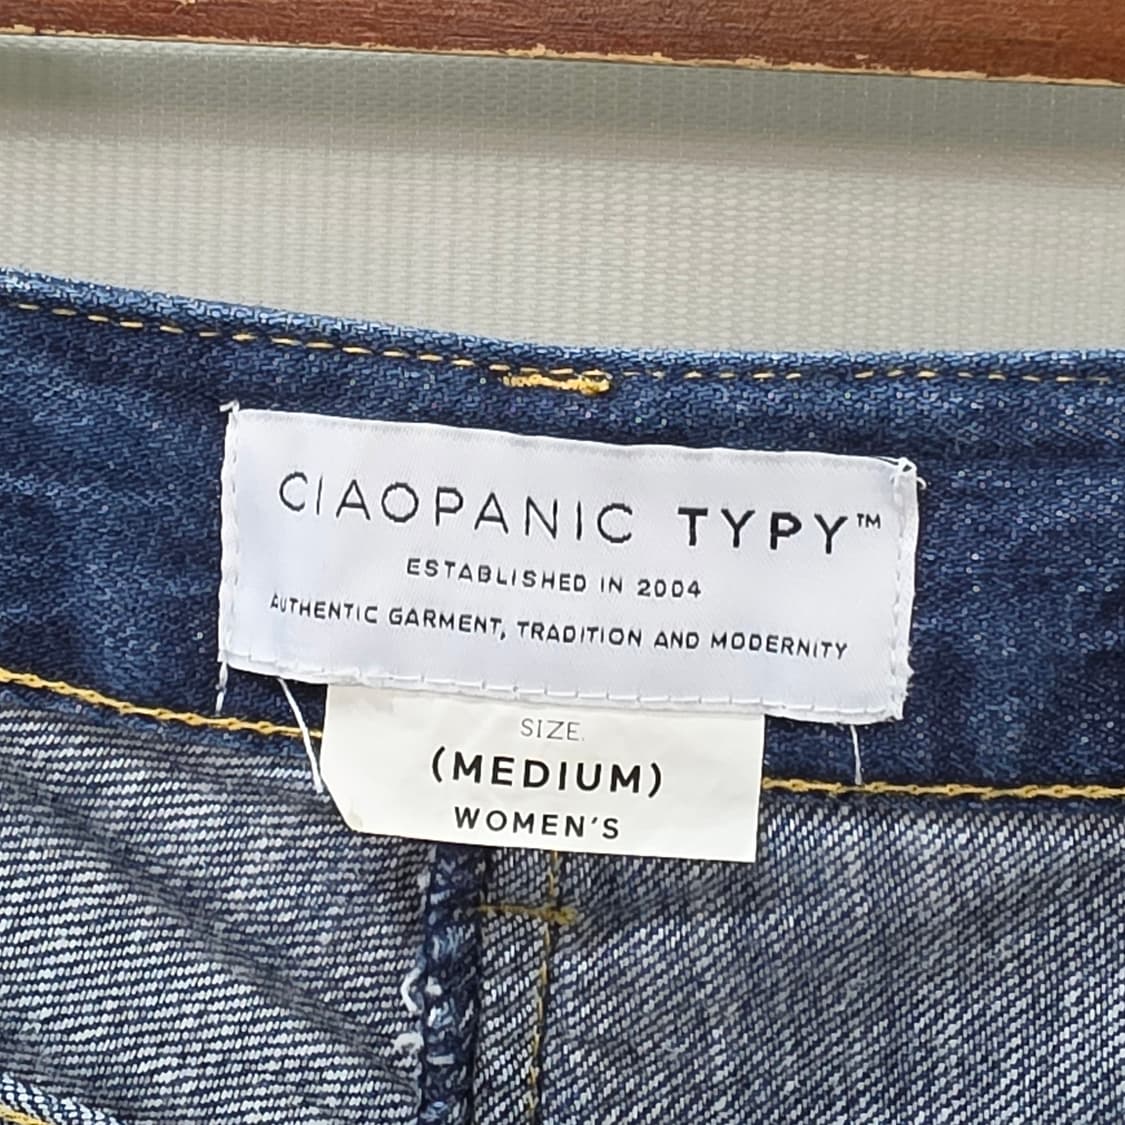 CIAOPANIC TYPY™
ESTABLISHED IN 2004
AUTHENTIC GARMENT, TRADITION AND MODERNITY
SIZE.
(MEDIUM)
WOMEN'S